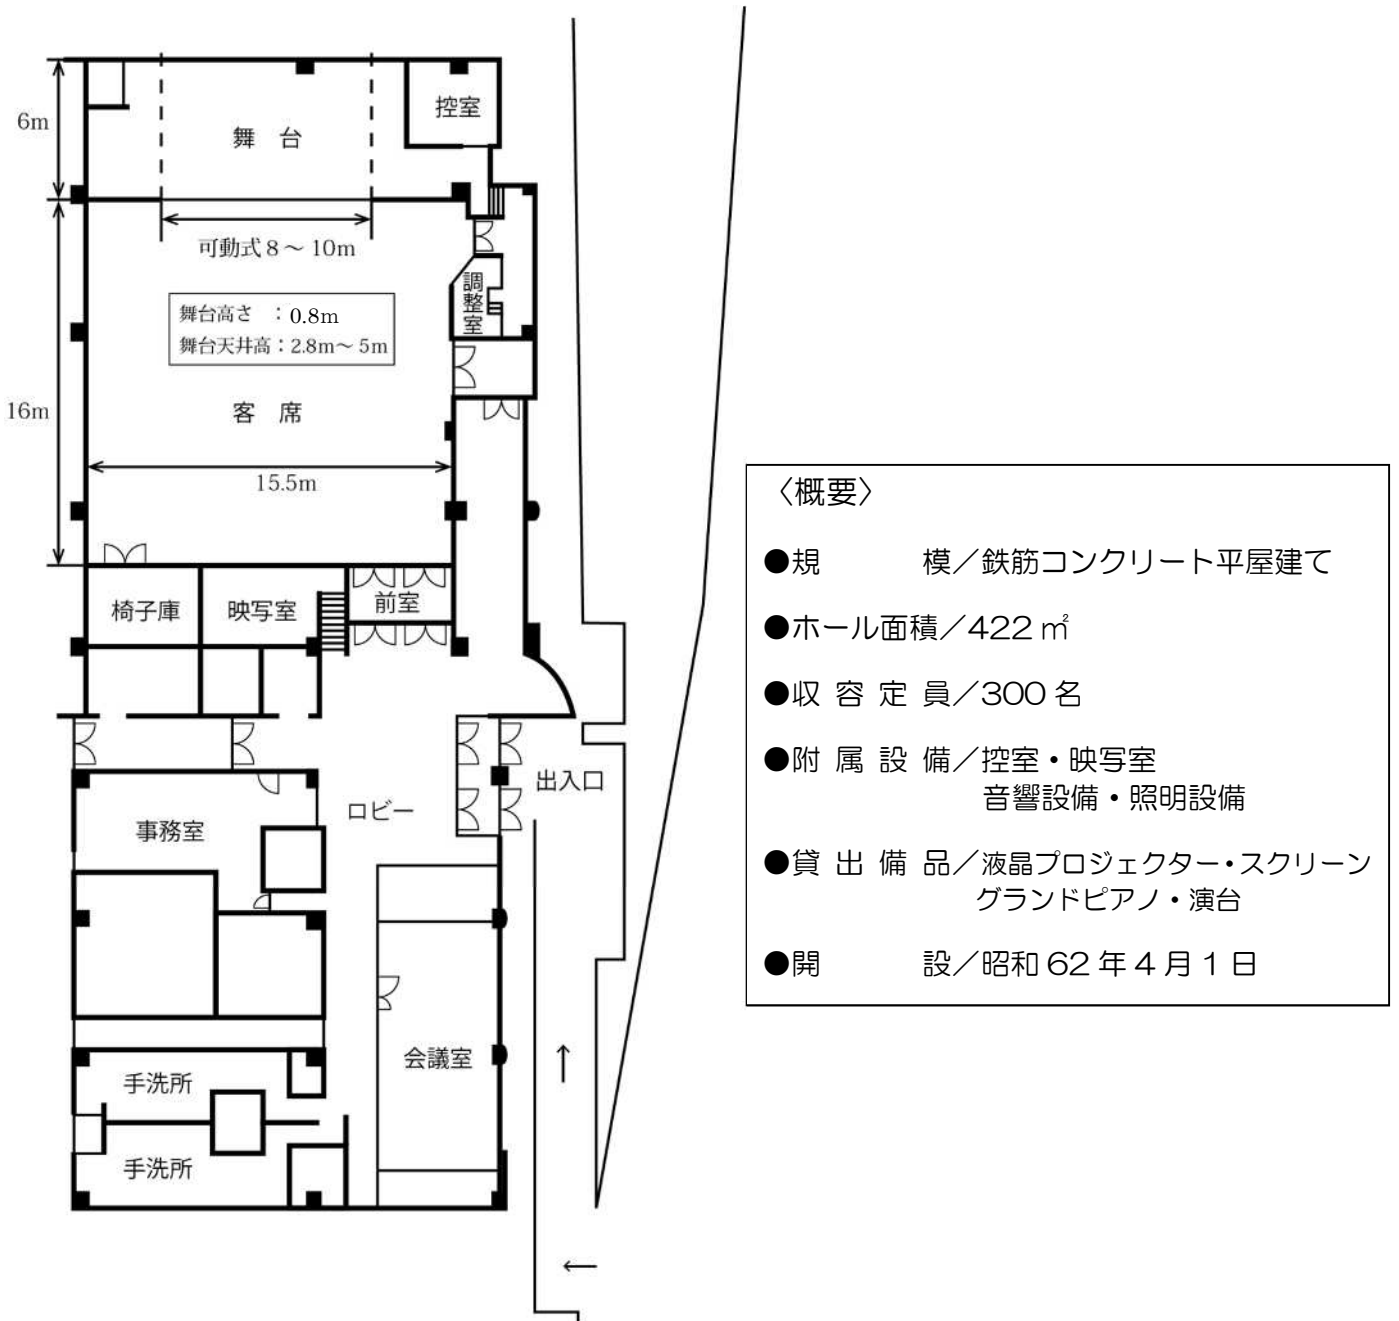 6m
舞　台
控室
可動式 8 ～ 10m
調整室
舞台高さ　：0.8m
舞台天井高：2.8m～ 5m
16m
客　席
15.5m
椅子庫
映写室
前室
出入口
ロビー
事務室
会議室
手洗所
手洗所
〈概要〉
●規　　　模／鉄筋コンクリート平屋建て
●ホール面積／422 ㎡
●収 容 定 員／300 名
●附 属 設 備／控室・映写室
音響設備・照明設備
●貸 出 備 品／液晶プロジェクター・スクリーン
グランドピアノ・演台
●開　　　設／昭和 62 年 4 月 1 日